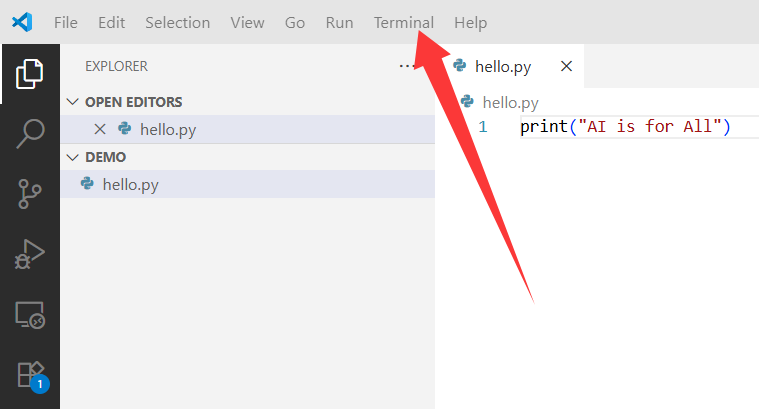 File Edit Selection View Go Run Terminal Help
EXPLORER ...
OPEN EDITORS
hello.py
DEMO
hello.py
hello.py
hello.py
1 print("AI is for All")
1